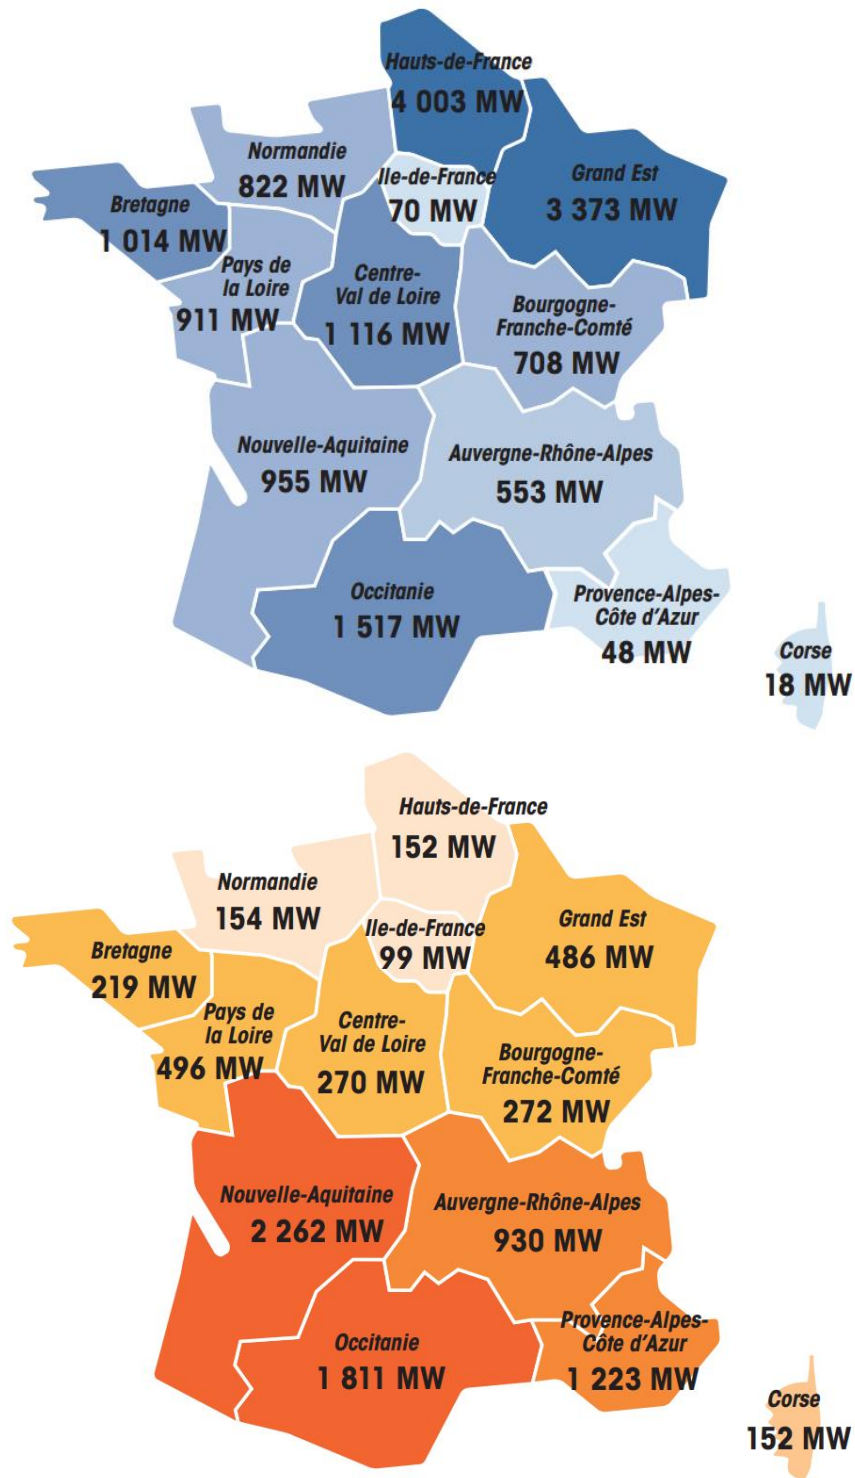 Hauts-de-France
4 003 MW
Normandie
822 MW
Ile-de-France
70 MW
Grand Est
3 373 MW
Bretagne
1 014 MW
Pays de
la Loire
911 MW
Centre-
Val de Loire
1 116 MW
Bourgogne-
Franche-Comté
708 MW
Nouvelle-Aquitaine
955 MW
Auvergne-Rhône-Alpes
553 MW
Occitanie
1 517 MW
Provence-Alpes-
Côte d'Azur
48 MW
Corse
18 MW
Hauts-de-France
152 MW
Normandie
154 MW
Ile-de-France
99 MW
Grand Est
486 MW
Bretagne
219 MW
Pays de
la Loire
496 MW
Centre-
Val de Loire
270 MW
Bourgogne-
Franche-Comté
272 MW
Nouvelle-Aquitaine
2 262 MW
Auvergne-Rhône-Alpes
930 MW
Occitanie
1 811 MW
Provence-Alpes-
Côte d'Azur
1 223 MW
Corse
152 MW